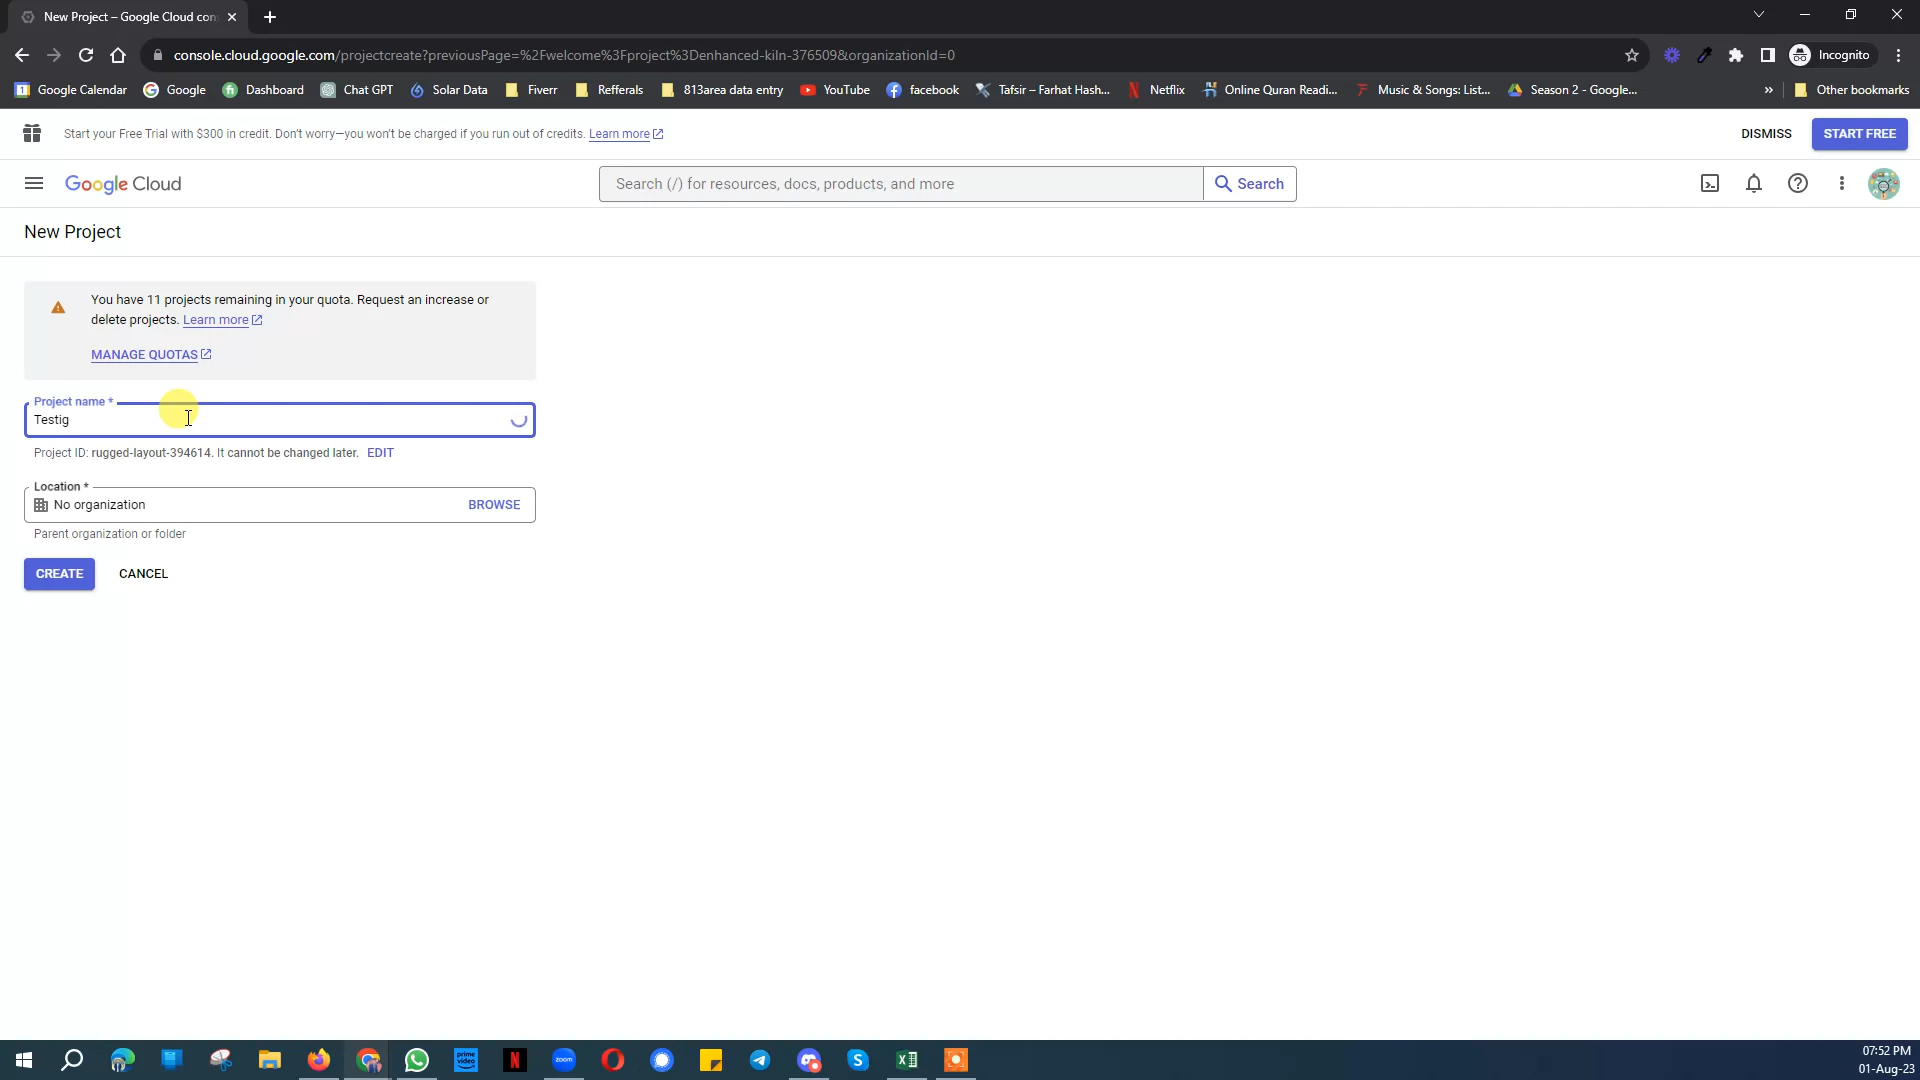 New Project – Google Cloud con
console.cloud.google.com/projectcreate?previousPage=%2Fwelcome%3Fproject%3Denhanced-kiln-376509&organizationId=0
Incognito
Google Calendar
Google
Dashboard
Chat GPT
Solar Data
Fiverr
Refferals
813area data entry
YouTube
facebook
Tafsir – Farhat Hash...
Netflix
Online Quran Readi...
Music & Songs: List...
Season 2 - Google...
»
Other bookmarks
Start your Free Trial with $300 in credit. Don't worry—you won't be charged if you run out of credits. Learn more
DISMISS
START FREE
Google Cloud
Search (/) for resources, docs, products, and more
Search
New Project
You have 11 projects remaining in your quota. Request an increase or
delete projects. Learn more
MANAGE QUOTAS
Project name *
Testig
Project ID: rugged-layout-394614. It cannot be changed later. EDIT
Location *
No organization
BROWSE
Parent organization or folder
CREATE
CANCEL
prime video
zoom
07:52 PM
01-Aug-23